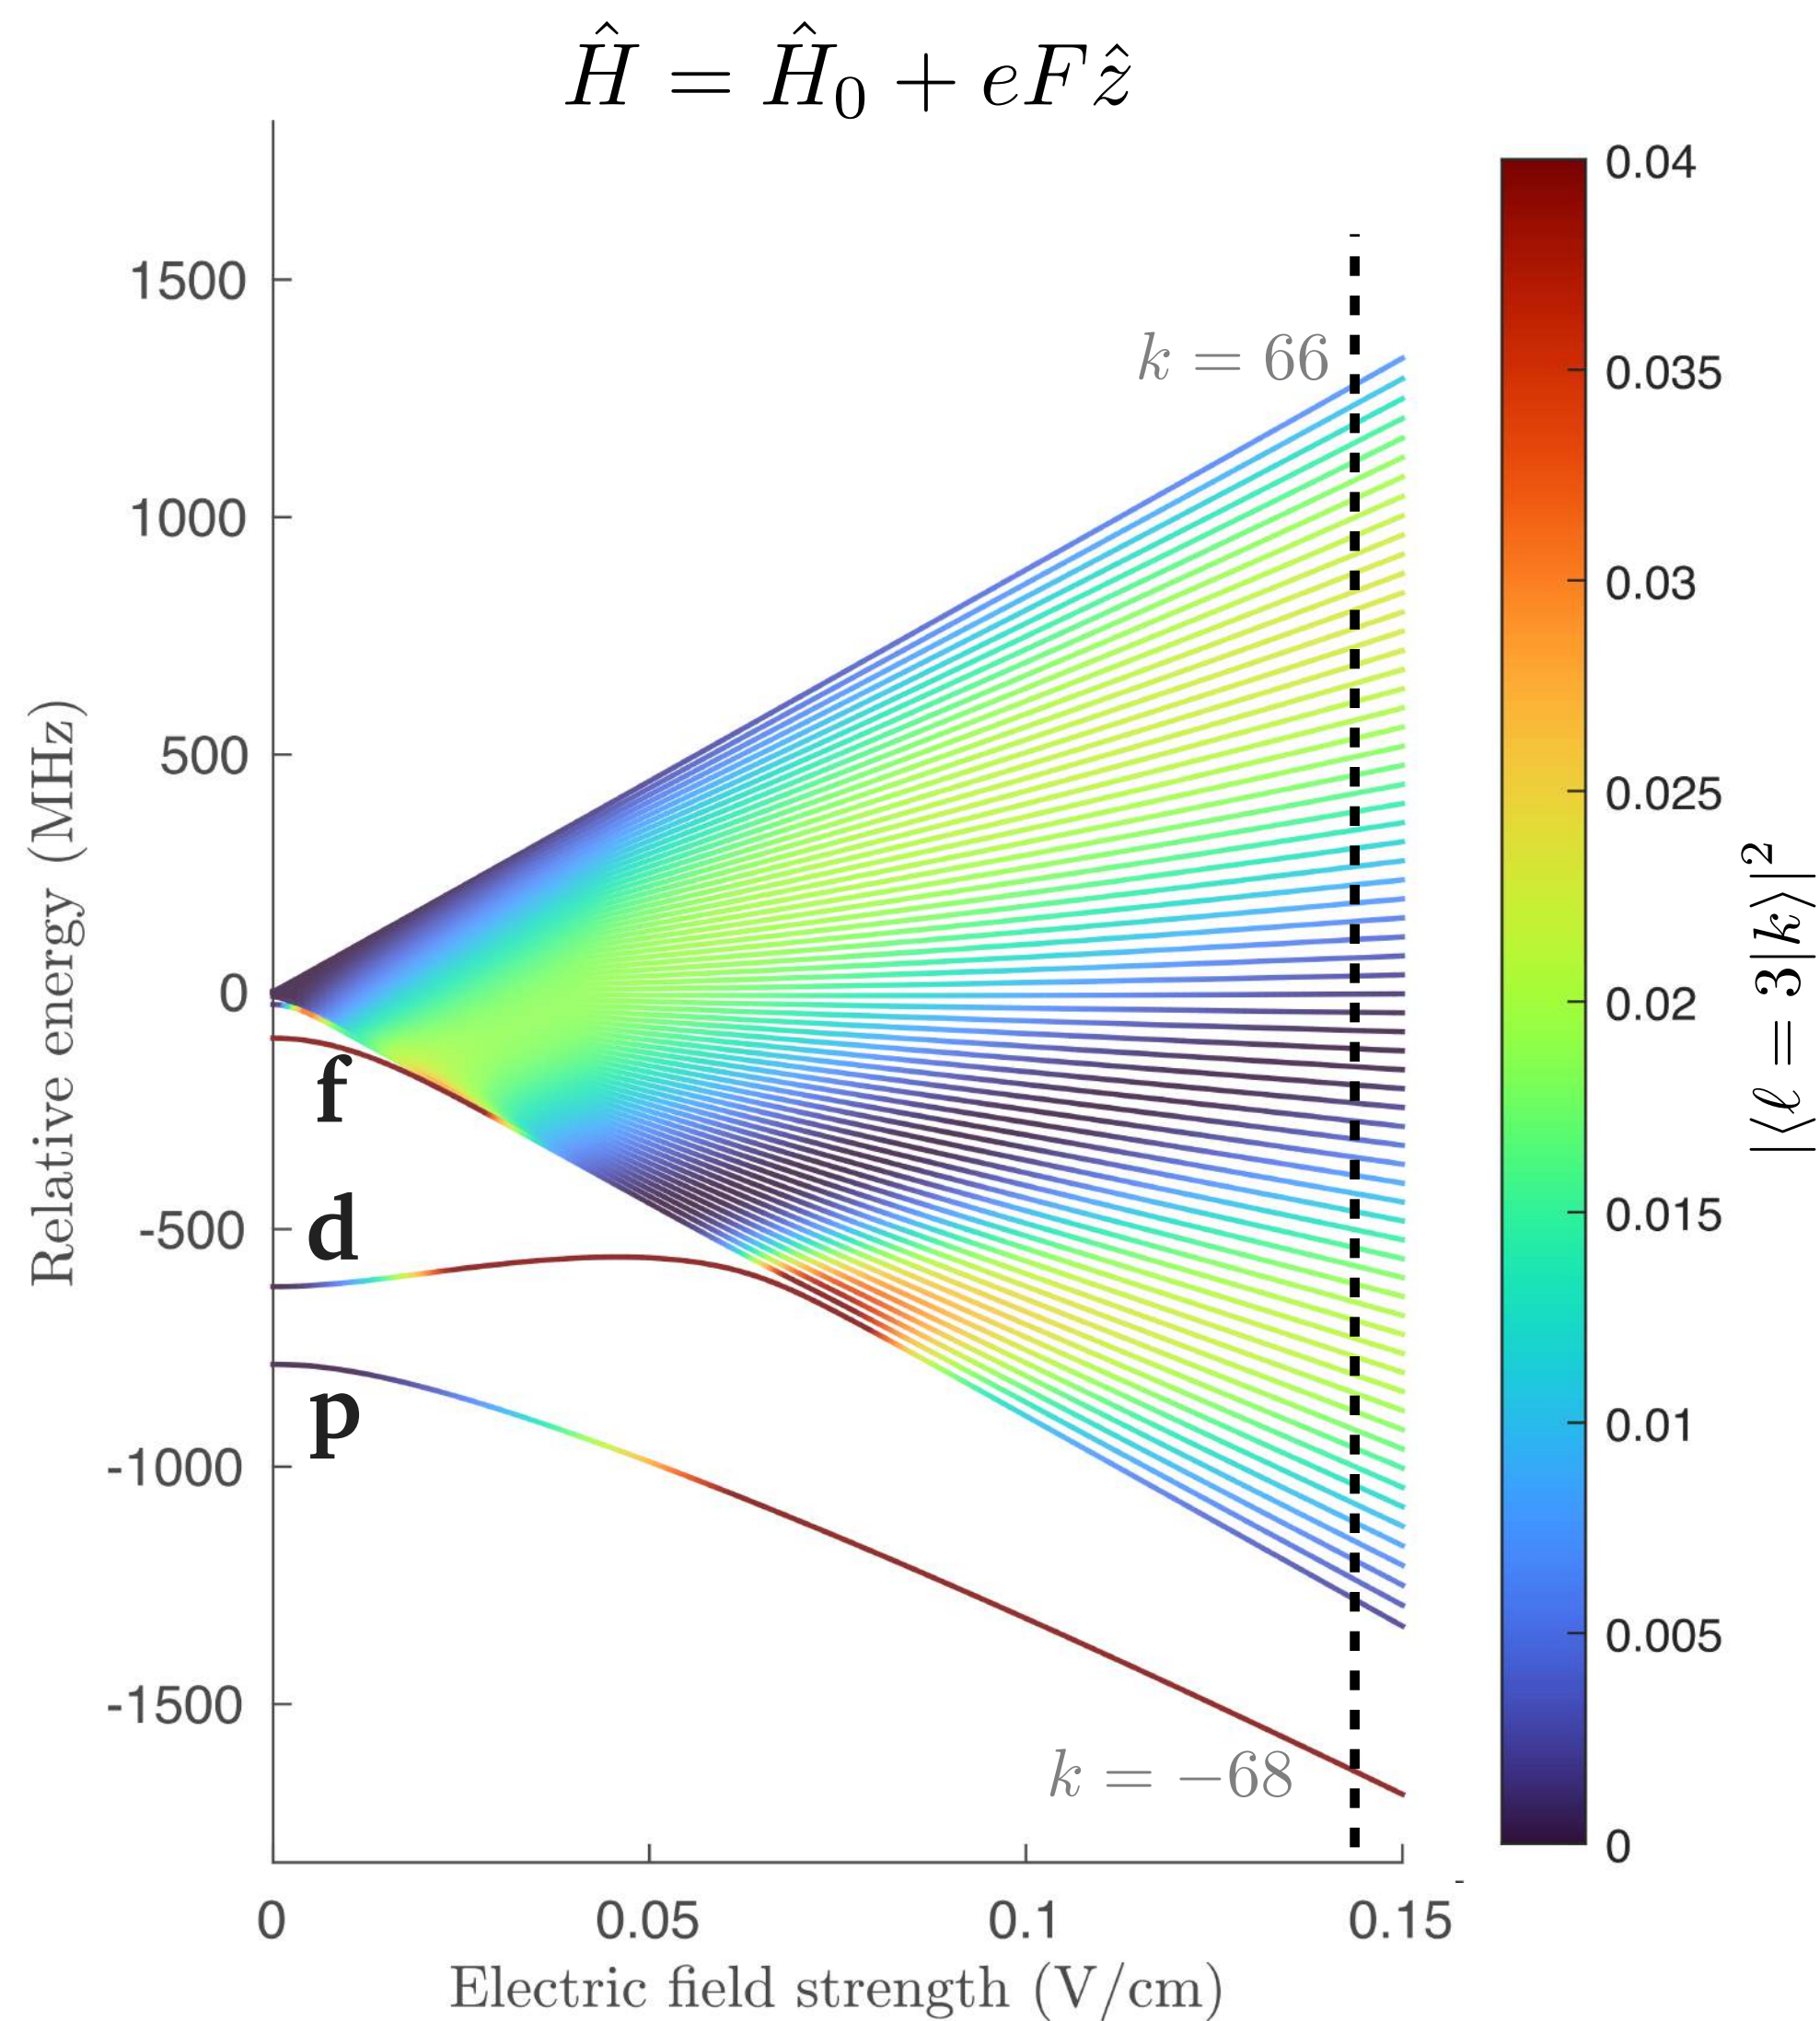 Ĥ = Ĥ₀ + eFẑ
Relative energy (MHz)
1500
1000
500
0
-500
-1000
-1500
k = 66
f
d
p
k = −68
0
0.05
0.1
0.15
Electric field strength (V/cm)
0.04
0.035
0.03
0.025
0.02
0.015
0.01
0.005
0
|⟨ℓ = 3|k⟩|²